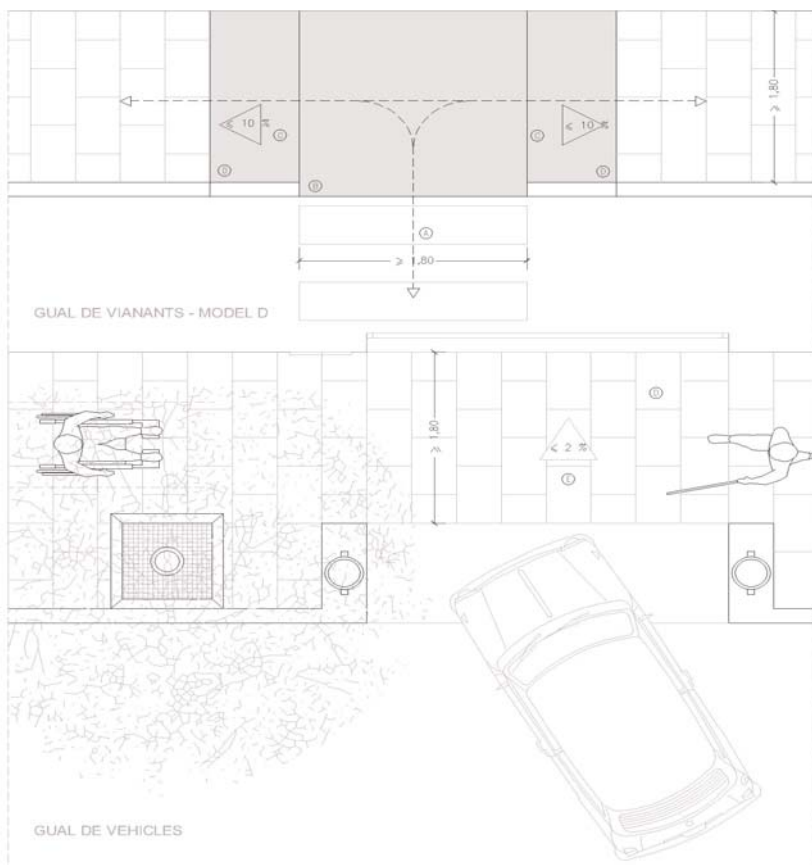 ≥ 1,80
≤ 10 %
C
C
≤ 10 %
D
B
D
A
≥ 1,80
GUAL DE VIANANTS - MODEL D
D
≥ 1,80
≤ 2 %
E
GUAL DE VEHICLES